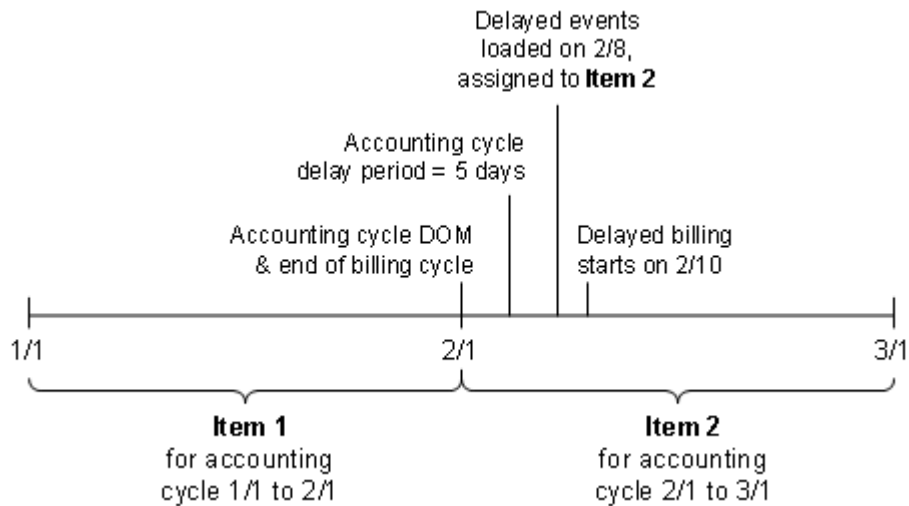 Delayed events
loaded on 2/8,
assigned to Item 2
Accounting cycle
delay period = 5 days
Accounting cycle DOM
& end of billing cycle
Delayed billing
starts on 2/10
1/1
2/1
3/1
Item 1
for accounting
cycle 1/1 to 2/1
Item 2
for accounting
cycle 2/1 to 3/1